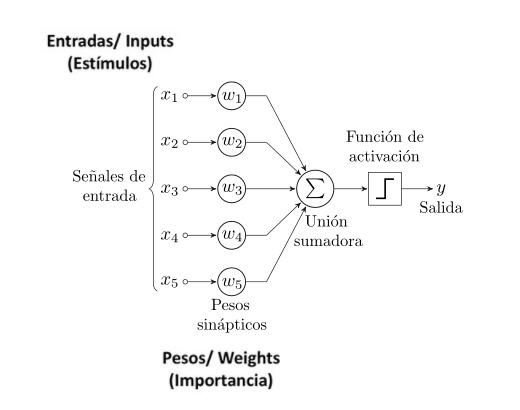 Entradas/ Inputs
(Estímulos)
x1
w1
x2
w2
Función de
activación
Señales de
entrada
x3
w3
Σ
y
Salida
Unión
sumadora
x4
w4
x5
w5
Pesos
sinápticos
Pesos/ Weights
(Importancia)